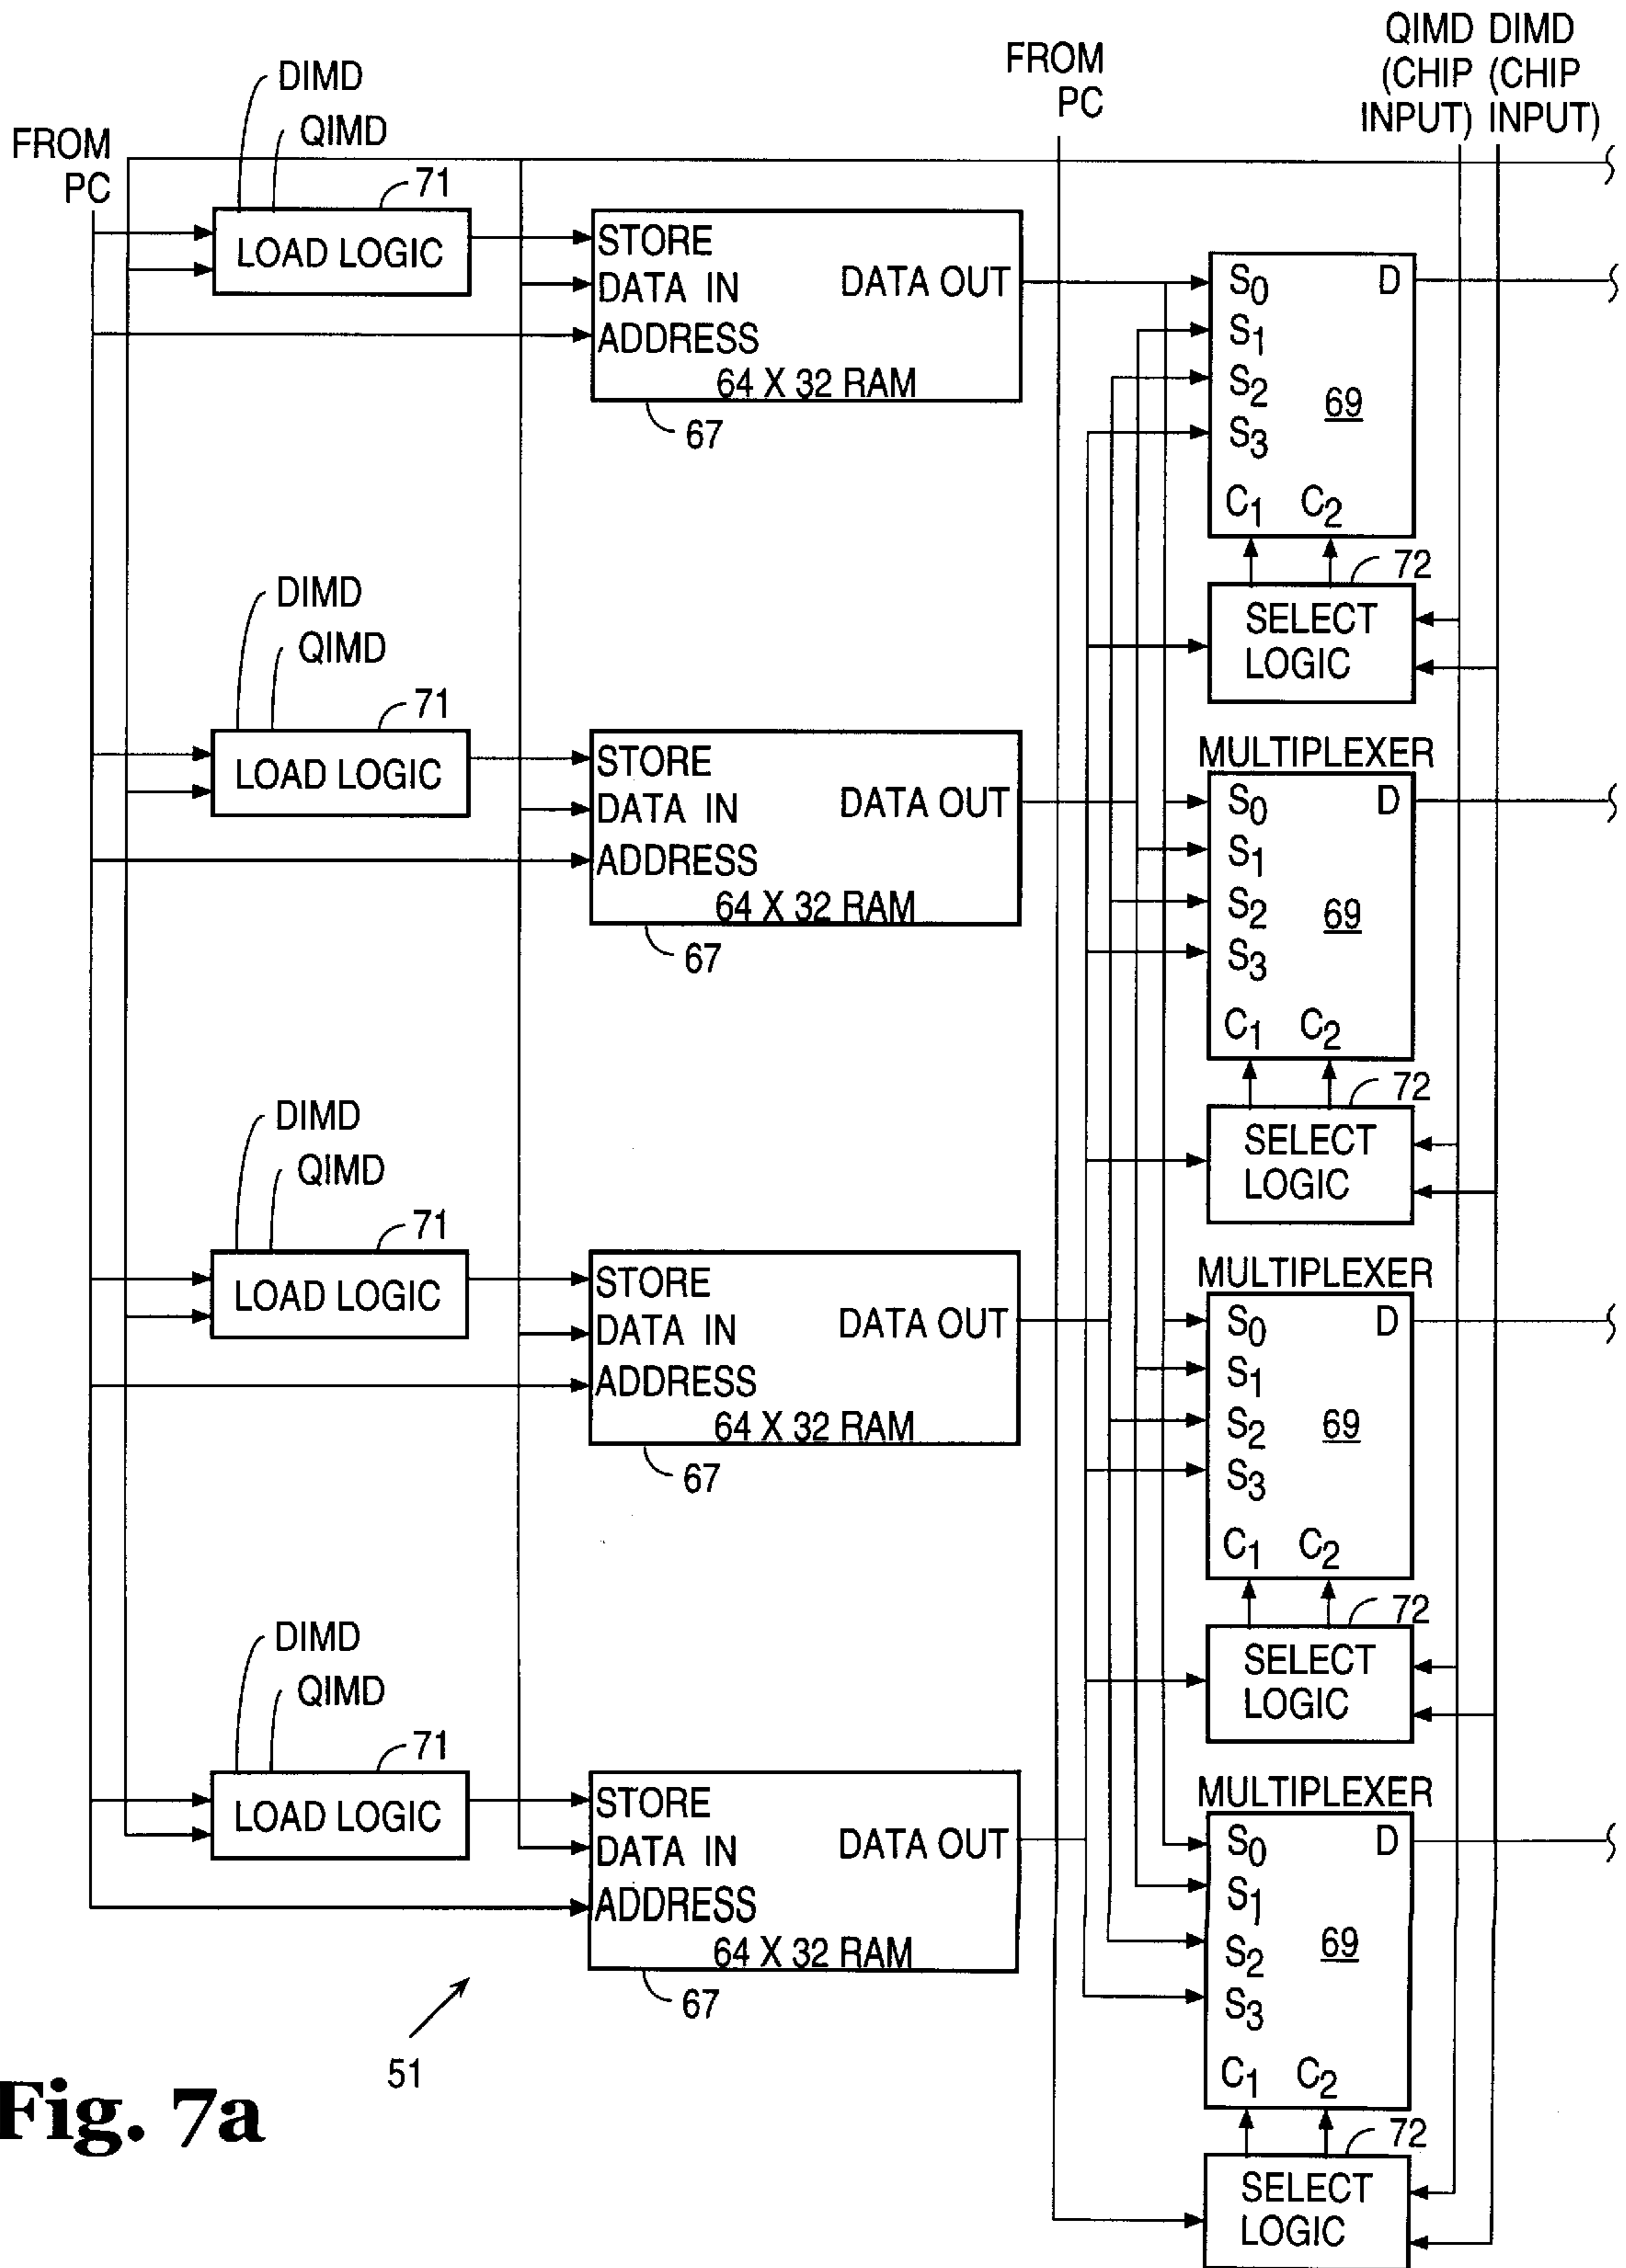 QIMD DIMD
(CHIP (CHIP
INPUT) INPUT)
FROM
PC
DIMD
QIMD
FROM
PC
71
LOAD LOGIC
STORE
DATA IN
DATA OUT
ADDRESS
64 X 32 RAM
67
S0
D
S1
S2
69
S3
C1
C2
72
SELECT
LOGIC
DIMD
QIMD
71
LOAD LOGIC
STORE
DATA IN
DATA OUT
ADDRESS
64 X 32 RAM
67
MULTIPLEXER
S0
D
S1
S2
69
S3
C1
C2
72
SELECT
LOGIC
DIMD
QIMD
71
LOAD LOGIC
STORE
DATA IN
DATA OUT
ADDRESS
64 X 32 RAM
67
MULTIPLEXER
S0
D
S1
S2
69
S3
C1
C2
72
SELECT
LOGIC
DIMD
QIMD
71
LOAD LOGIC
STORE
DATA IN
DATA OUT
ADDRESS
64 X 32 RAM
67
MULTIPLEXER
S0
D
S1
S2
69
S3
C1
C2
72
SELECT
LOGIC
51
Fig. 7a